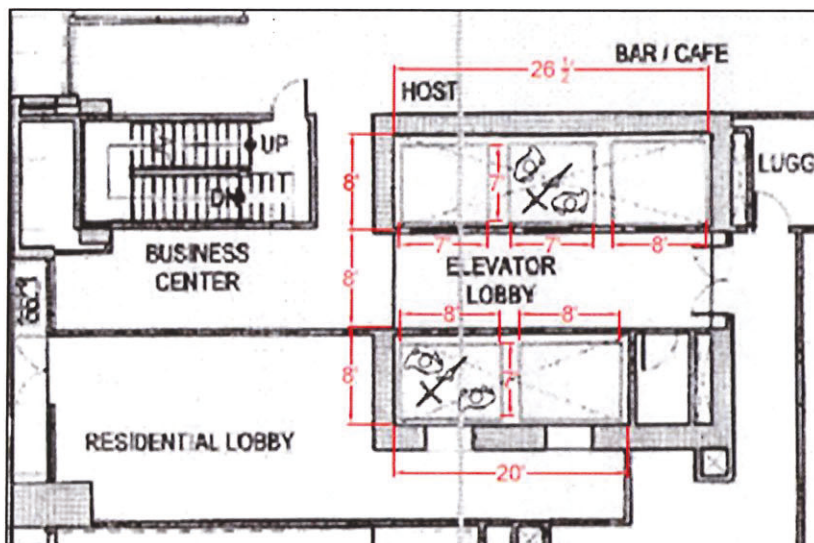 BAR / CAFE
26 ½'
HOST
UP
DN
8'
7'
LUGG
7'
7'
8'
BUSINESS
CENTER
ELEVATOR
LOBBY
8'
8'
8'
8'
7'
RESIDENTIAL LOBBY
20'